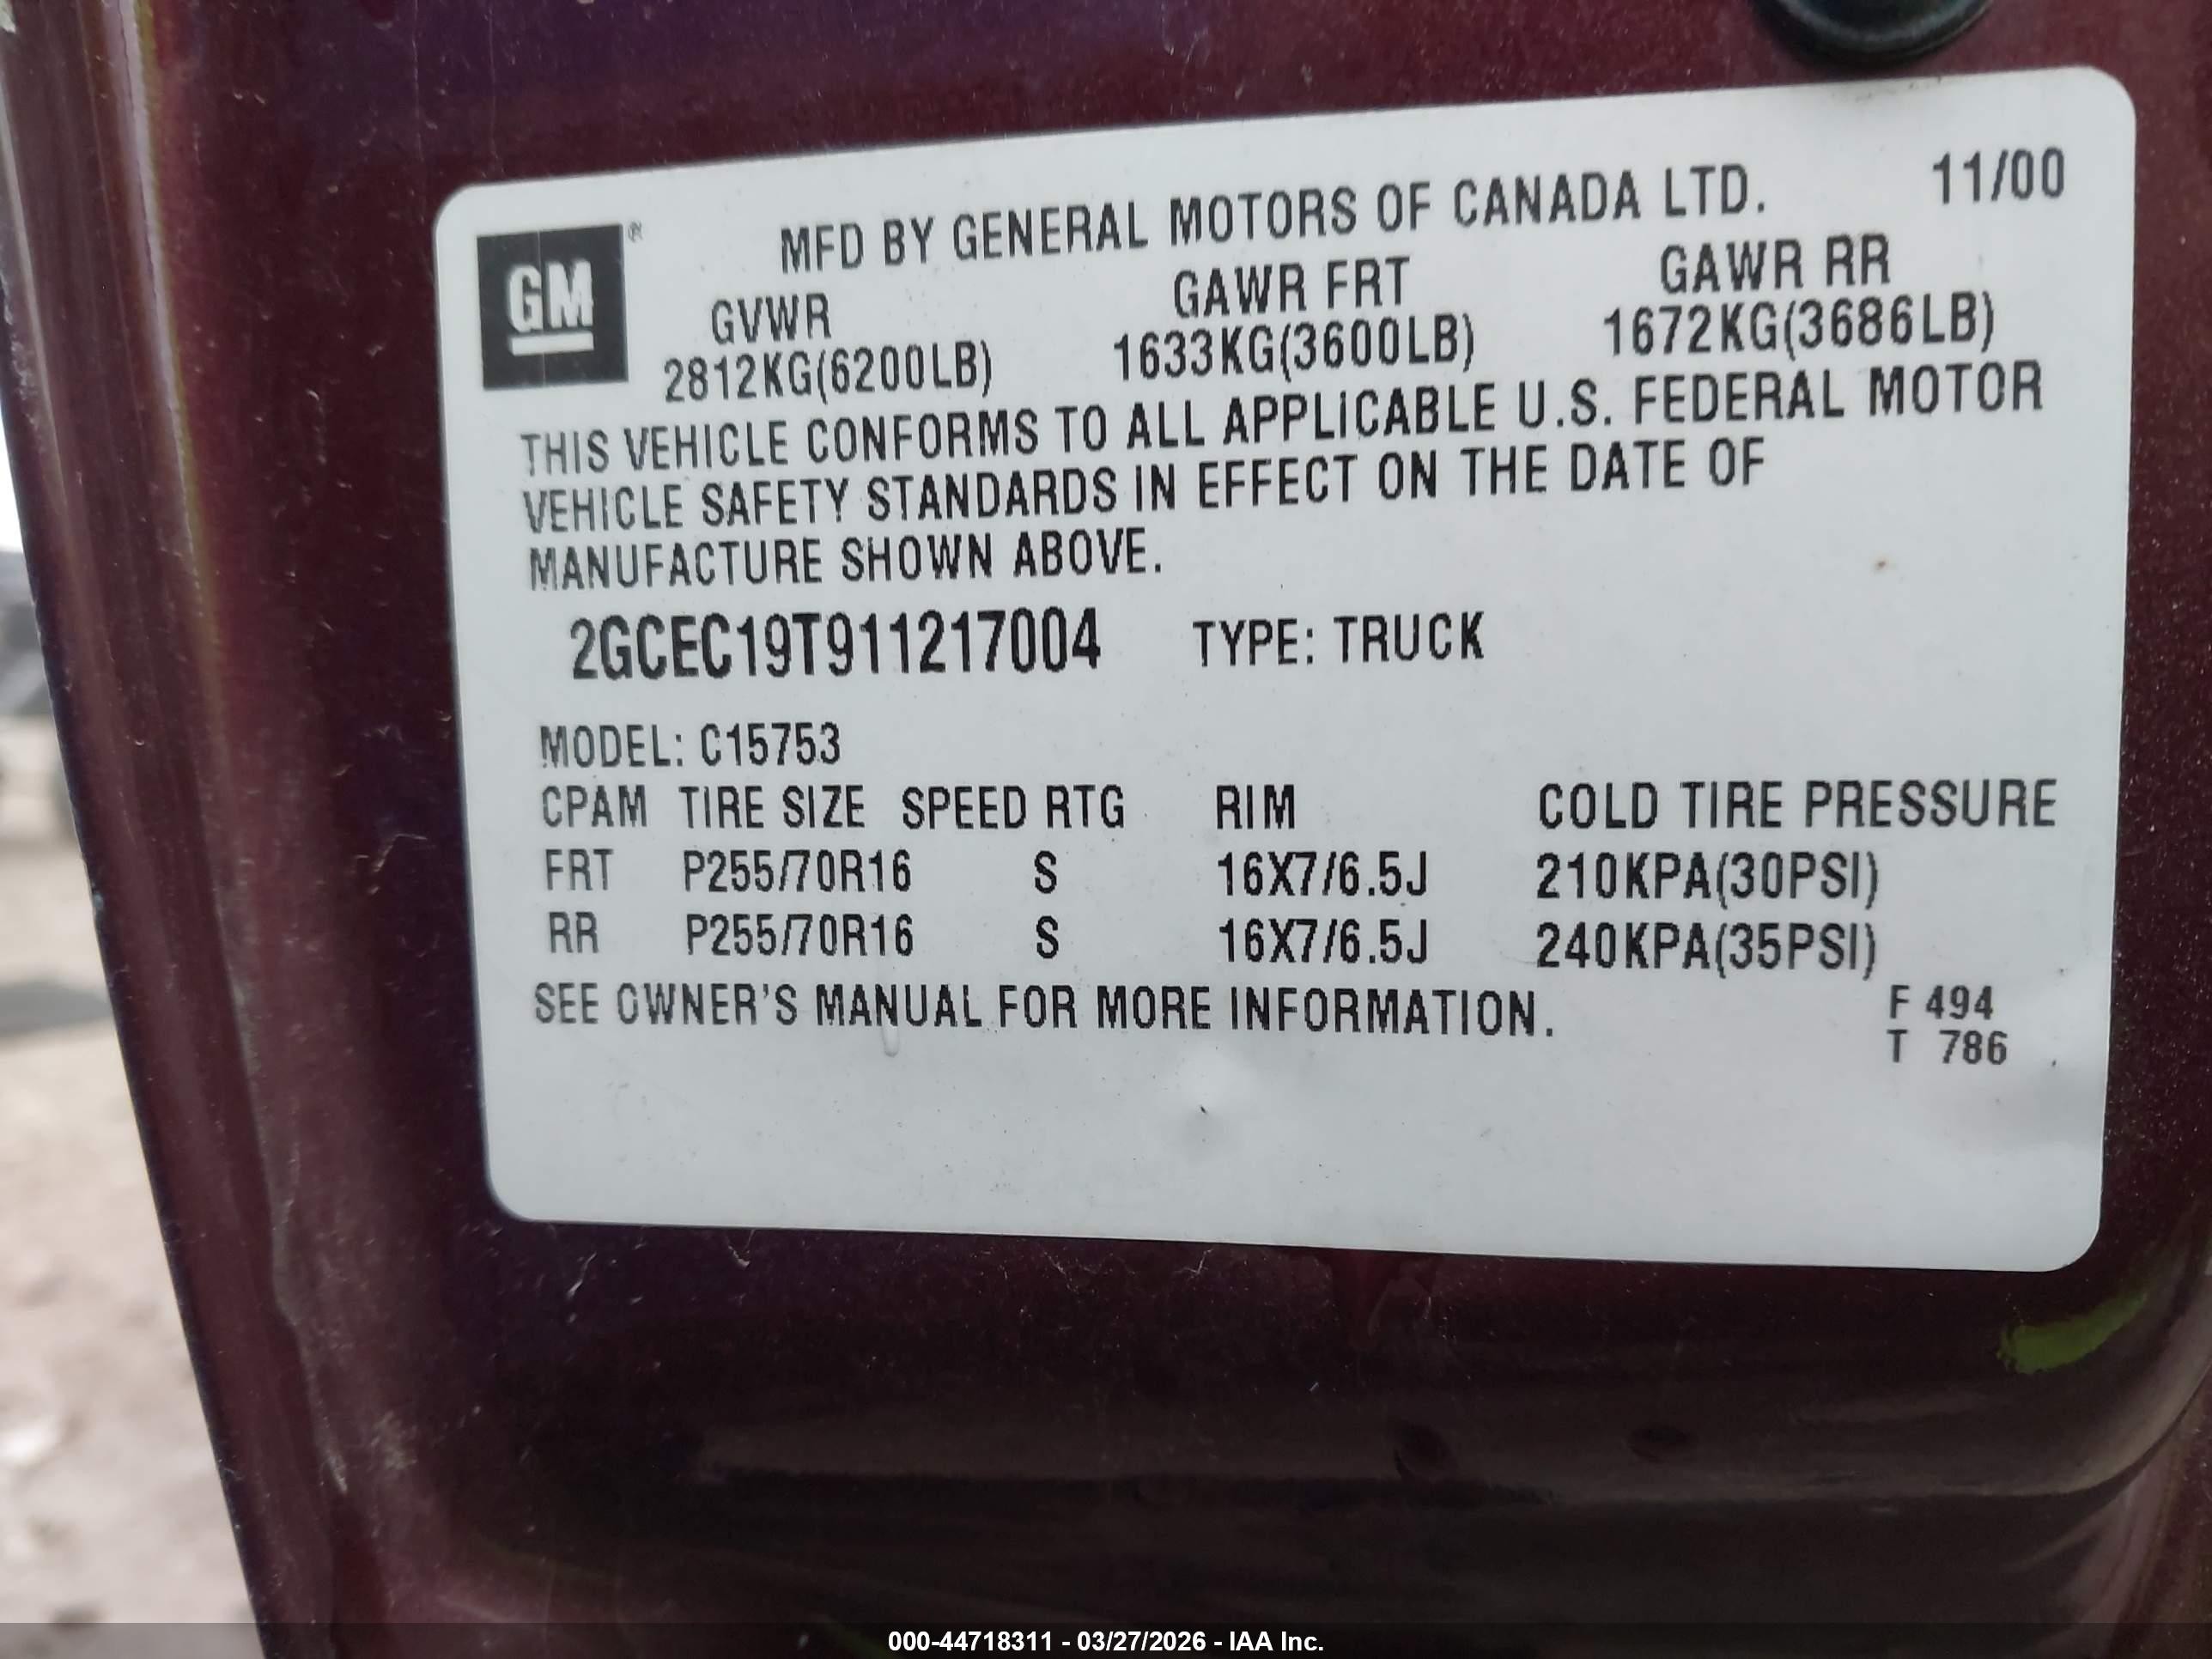 MFD BY GENERAL MOTORS OF CANADA LTD. 11/00
GM ®
GVWR GAWR FRT GAWR RR
2812KG(6200LB) 1633KG(3600LB) 1672KG(3686LB)
THIS VEHICLE CONFORMS TO ALL APPLICABLE U.S. FEDERAL MOTOR
VEHICLE SAFETY STANDARDS IN EFFECT ON THE DATE OF
MANUFACTURE SHOWN ABOVE.
2GCEC19T911217004 TYPE: TRUCK
MODEL: C15753
CPAM TIRE SIZE SPEED RTG RIM COLD TIRE PRESSURE
FRT P255/70R16 S 16X7/6.5J 210KPA(30PSI)
RR P255/70R16 S 16X7/6.5J 240KPA(35PSI)
SEE OWNER'S MANUAL FOR MORE INFORMATION.
F 494
T 786
000-44718311 - 03/27/2026 - IAA Inc.